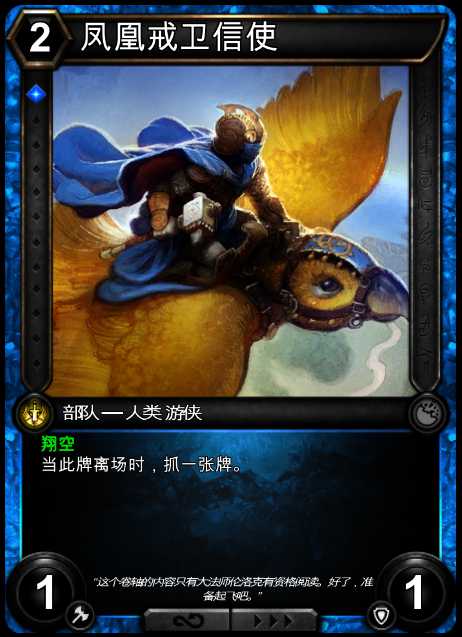 2
凤凰戒卫信使
部队 — 人类 游侠
翔空
当此牌离场时，抓一张牌。
“这个卷轴的内容只有大法师伦洛克有资格阅读。好了，准
备起飞吧。”
1
1